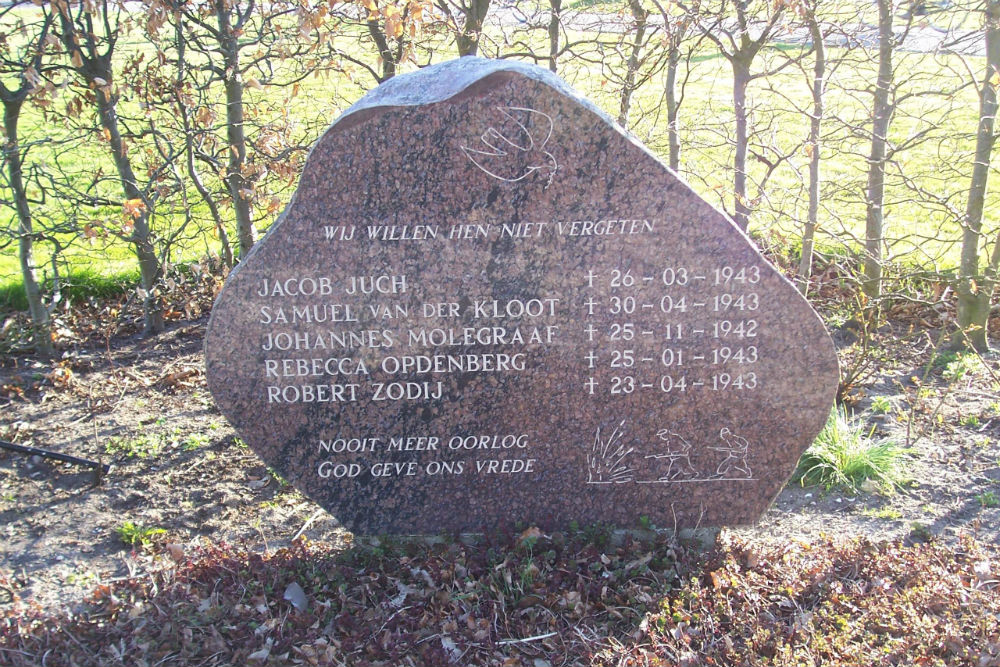 WIJ WILLEN HEN NIET VERGETEN
JACOB JUCH † 26-03-1943
SAMUEL VAN DER KLOOT † 30-04-1943
JOHANNES MOLEGRAAF † 25-11-1942
REBECCA OPDENBERG † 25-01-1943
ROBERT ZODIJ † 23-04-1943
NOOIT MEER OORLOG
GOD GEVE ONS VREDE